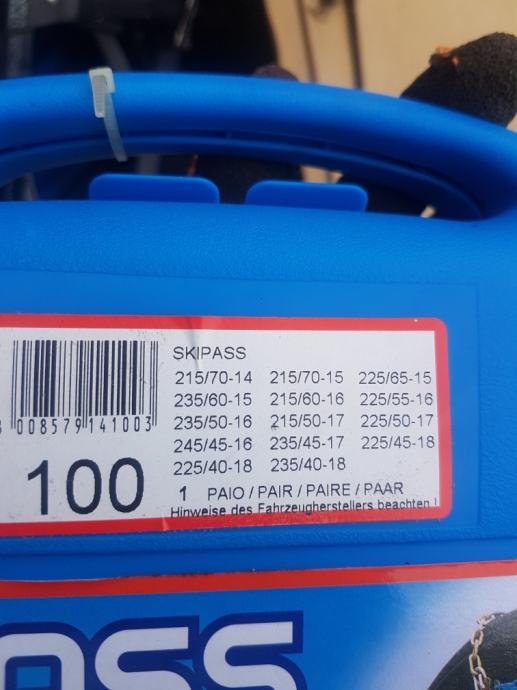 SKIPASS
215/70-14 215/70-15 225/65-15
235/60-15 215/60-16 225/55-16
235/50-16 215/50-17 225/50-17
245/45-16 235/45-17 225/45-18
225/40-18 235/40-18
008579 141003
100
1 PAIO / PAIR / PAIRE / PAAR
Hinweise des Fahrzeugherstellers beachten !